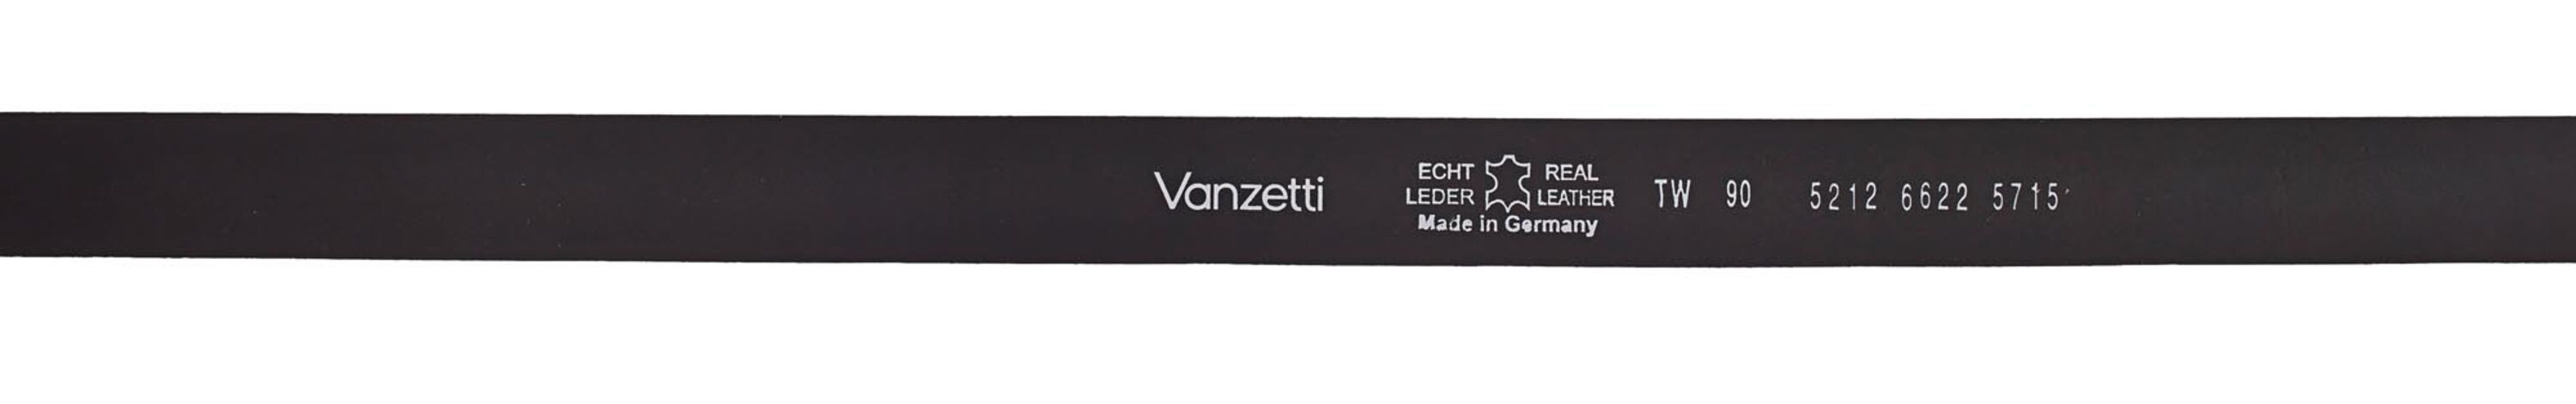 Vanzetti
ECHT REAL
LEDER LEATHER
Made in Germany
TW 90 5212 6622 5715